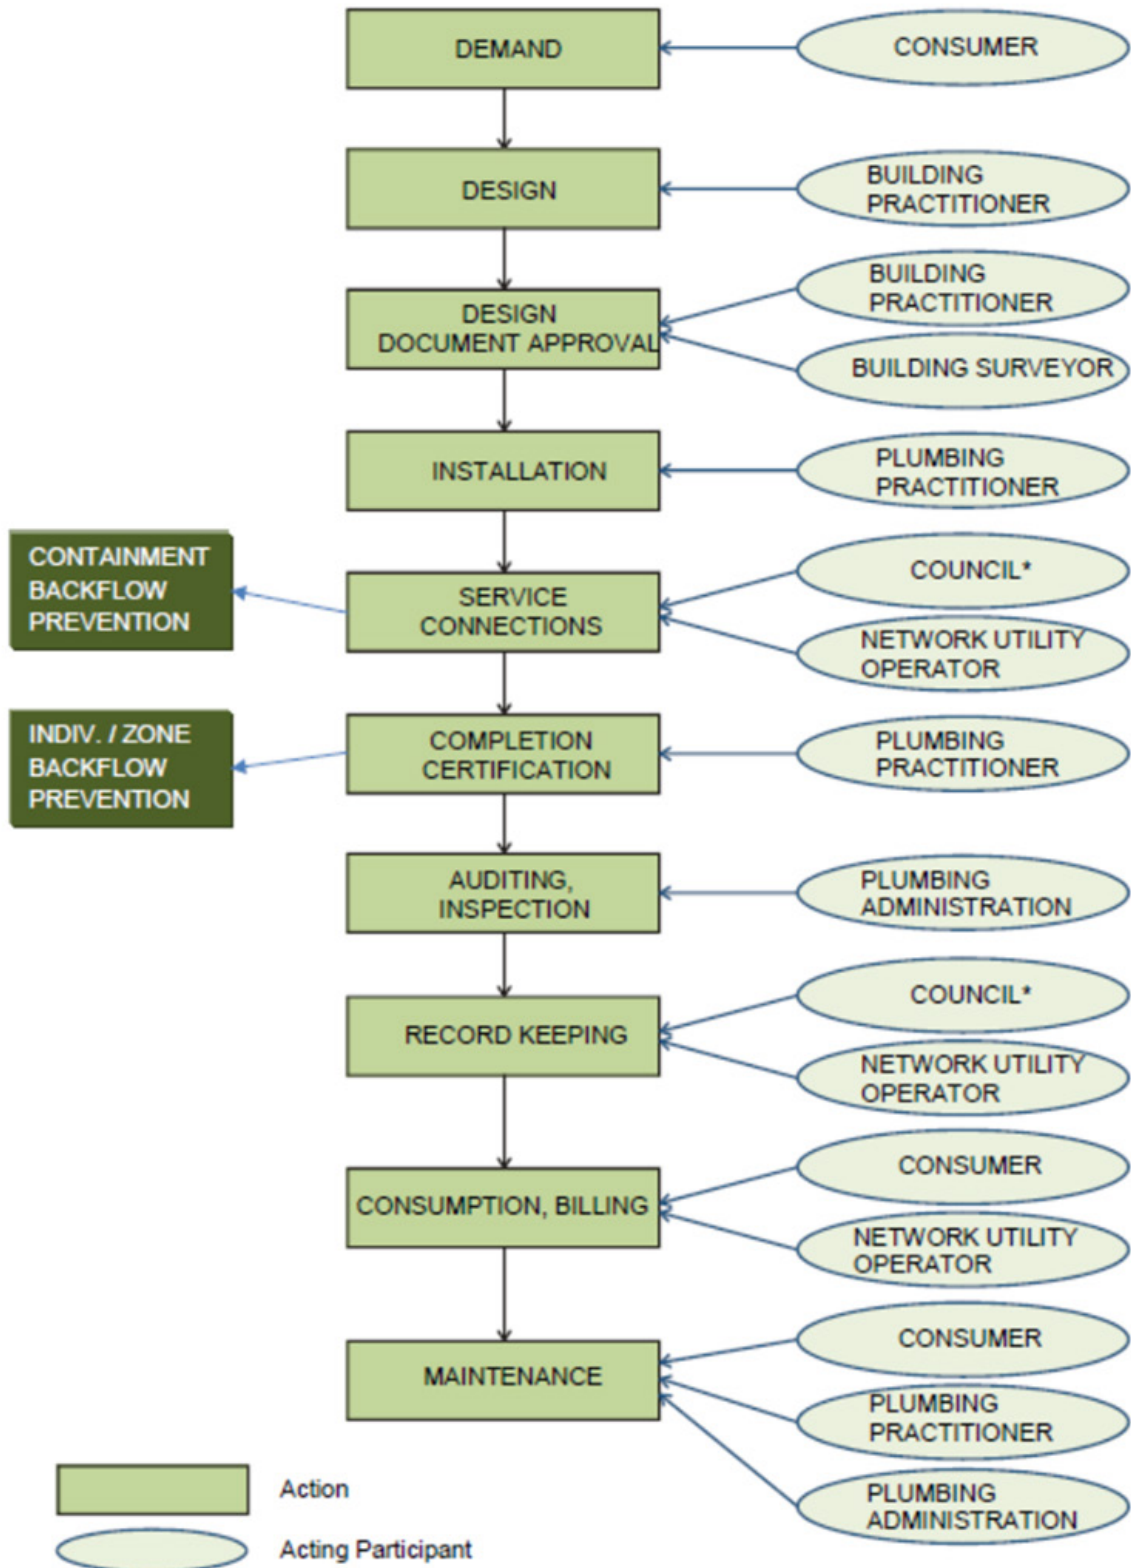 DEMAND
CONSUMER
DESIGN
BUILDING
PRACTITIONER
DESIGN
DOCUMENT APPROVAL
BUILDING
PRACTITIONER
BUILDING SURVEYOR
INSTALLATION
PLUMBING
PRACTITIONER
CONTAINMENT
BACKFLOW
PREVENTION
SERVICE
CONNECTIONS
COUNCIL*
NETWORK UTILITY
OPERATOR
INDIV. / ZONE
BACKFLOW
PREVENTION
COMPLETION
CERTIFICATION
PLUMBING
PRACTITIONER
AUDITING,
INSPECTION
PLUMBING
ADMINISTRATION
RECORD KEEPING
COUNCIL*
NETWORK UTILITY
OPERATOR
CONSUMPTION, BILLING
CONSUMER
NETWORK UTILITY
OPERATOR
MAINTENANCE
CONSUMER
PLUMBING
PRACTITIONER
PLUMBING
ADMINISTRATION
Action
Acting Participant